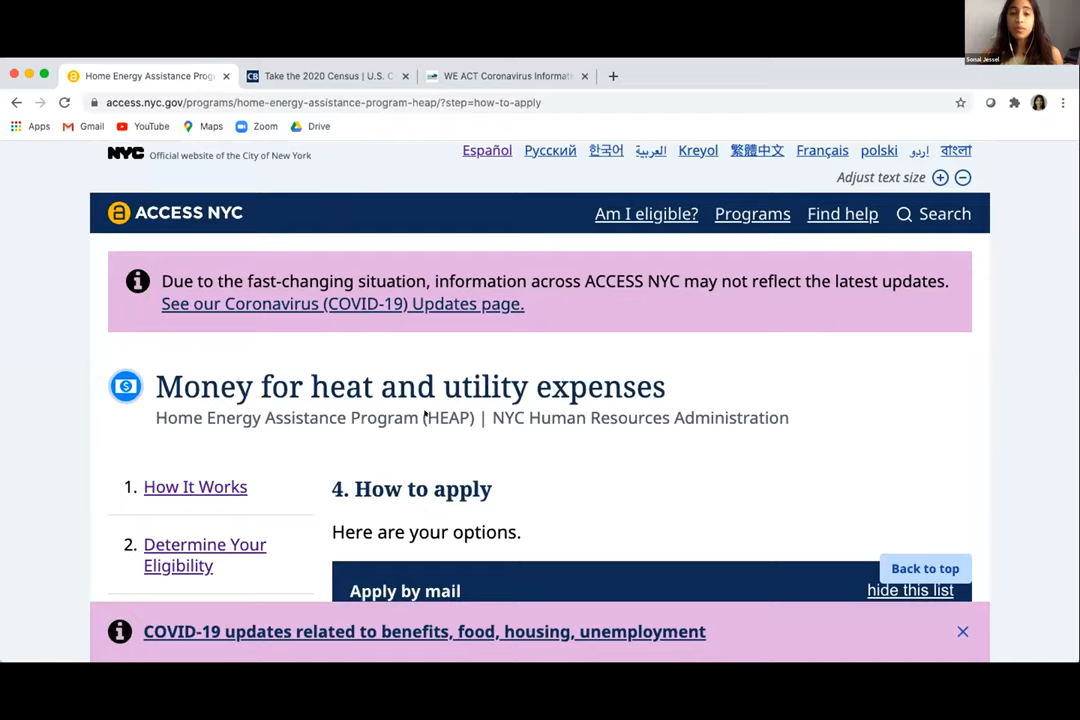 Sonal Jessel
Home Energy Assistance Prog
Take the 2020 Census | U.S. C
WE ACT Coronavirus Informati
access.nyc.gov/programs/home-energy-assistance-program-heap/?step=how-to-apply
Apps Gmail YouTube Maps Zoom Drive
NYC Official website of the City of New York
Español Русский 한국어 العربية Kreyol 繁體中文 Français polski اردو বাংলা
Adjust text size
ACCESS NYC
Am I eligible? Programs Find help Search
Due to the fast-changing situation, information across ACCESS NYC may not reflect the latest updates.
See our Coronavirus (COVID-19) Updates page.
Money for heat and utility expenses
Home Energy Assistance Program (HEAP) | NYC Human Resources Administration
1. How It Works
2. Determine Your
Eligibility
4. How to apply
Here are your options.
Back to top
Apply by mail
hide this list
COVID-19 updates related to benefits, food, housing, unemployment